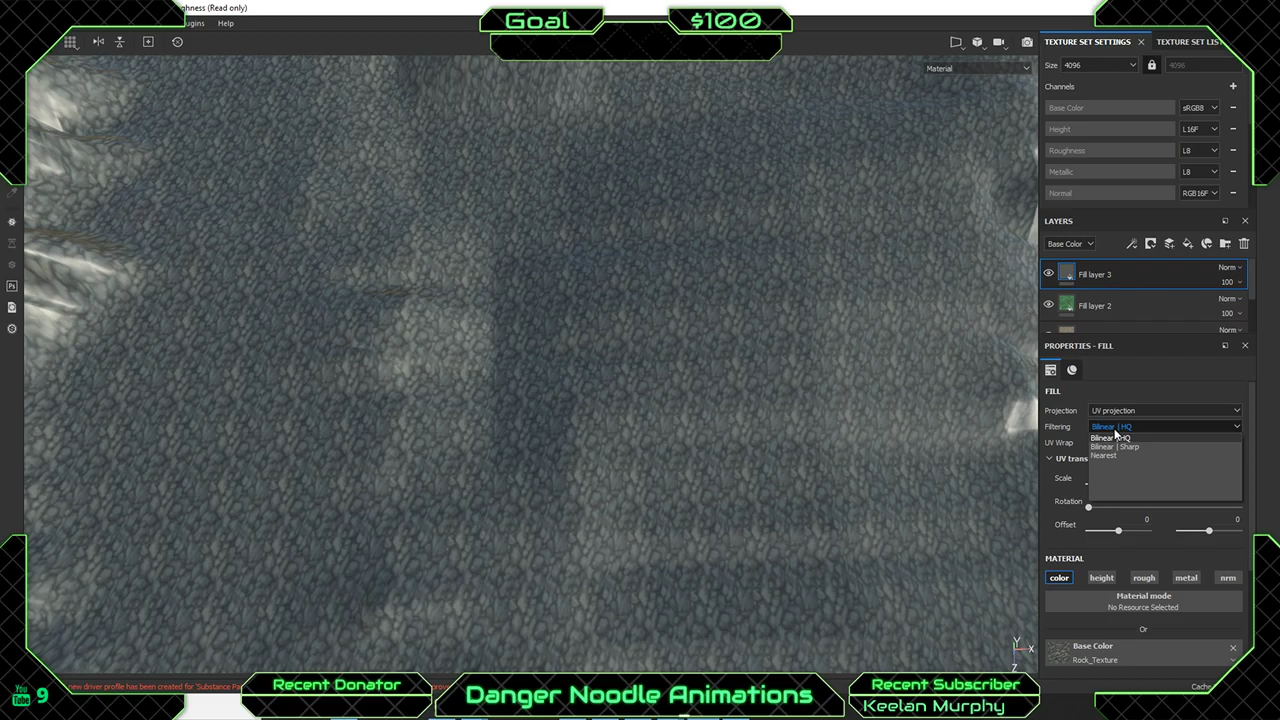 ghness (Read only)
ugins Help
Goal $100
Material
TEXTURE SET SETTINGS
TEXTURE SET LIS
Size 4096 4096
Channels
Base Color sRGB8
Height L16F
Roughness L8
Metallic L8
Normal RGB16F
LAYERS
Base Color
Fill layer 3 Norm
100
Fill layer 2 Norm
100
Norm
PROPERTIES - FILL
FILL
Projection UV projection
Filtering Bilinear | HQ
Bilinear | HQ
UV Wrap Bilinear | Sharp
Nearest
UV trans
Scale
Rotation
Offset 0 0
MATERIAL
color height rough metal nrm
Material mode
No Resource Selected
Or
Base Color
Rock_Texture
Cache
Y
X
Z
Ps
new driver profile has been created for 'Substance Pa
You Tube 9
Recent Donator
Danger Noodle Animations
Recent Subscriber
Keelan Murphy